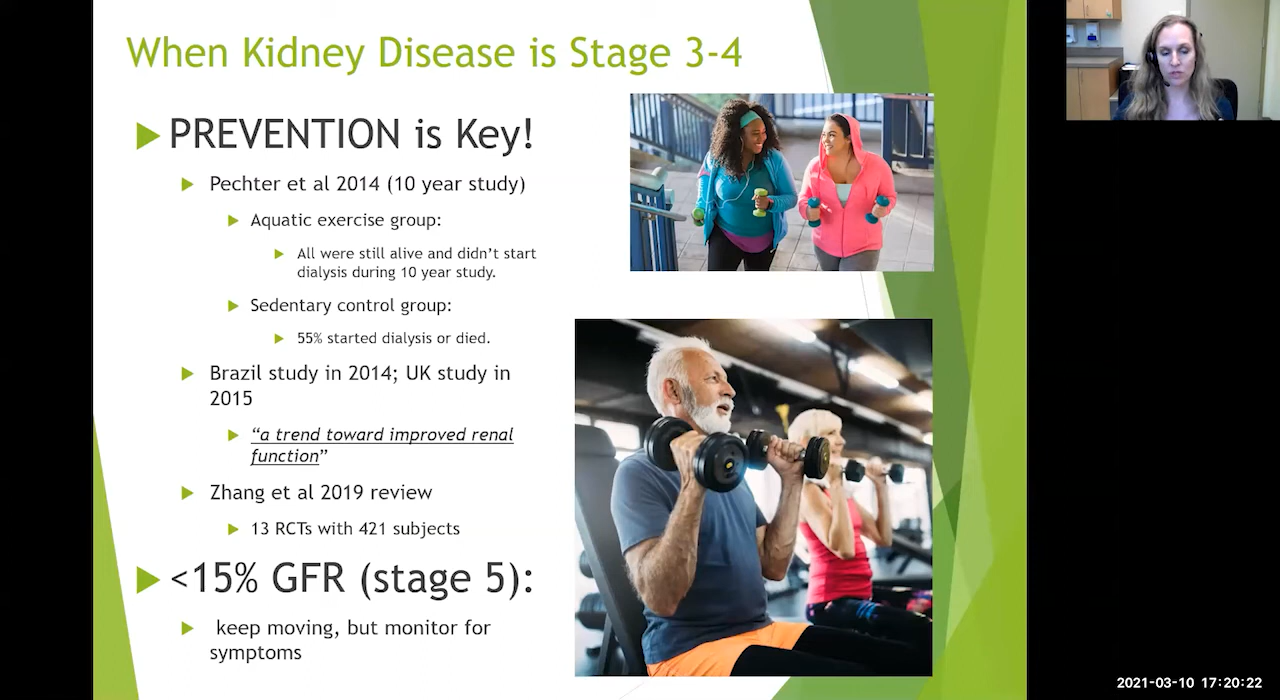 When Kidney Disease is Stage 3-4
PREVENTION is Key!
Pechter et al 2014 (10 year study)
Aquatic exercise group:
All were still alive and didn't start
dialysis during 10 year study.
Sedentary control group:
55% started dialysis or died.
Brazil study in 2014; UK study in
2015
“a trend toward improved renal
function”
Zhang et al 2019 review
13 RCTs with 421 subjects
<15% GFR (stage 5):
keep moving, but monitor for
symptoms
2021-03-10 17:20:22